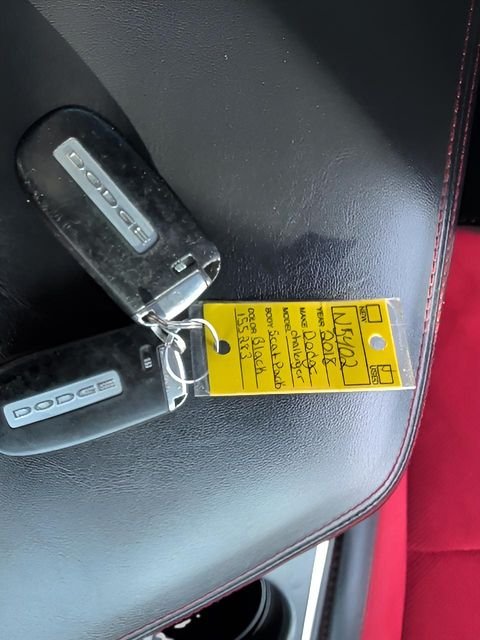 DODGE
DODGE
NEW
USED
N5402
YEAR 2018
MAKE Dodge
MODEL challenger
BODY Scat Pack
COLOR Black
155283